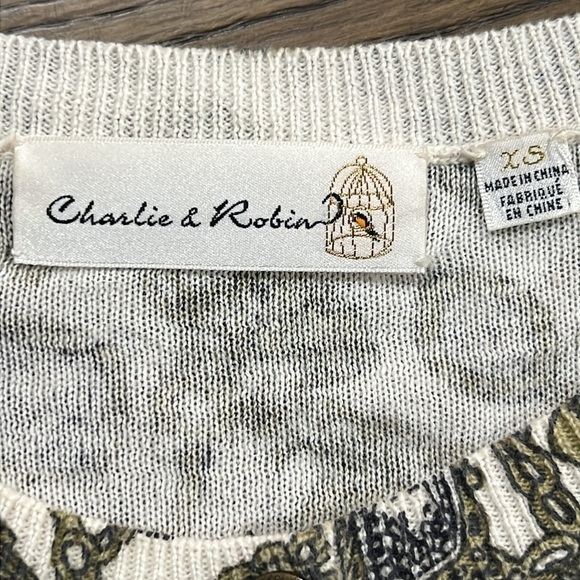 Charlie & Robin
XS
MADE IN CHINA
FABRIQUÉ
EN CHINE